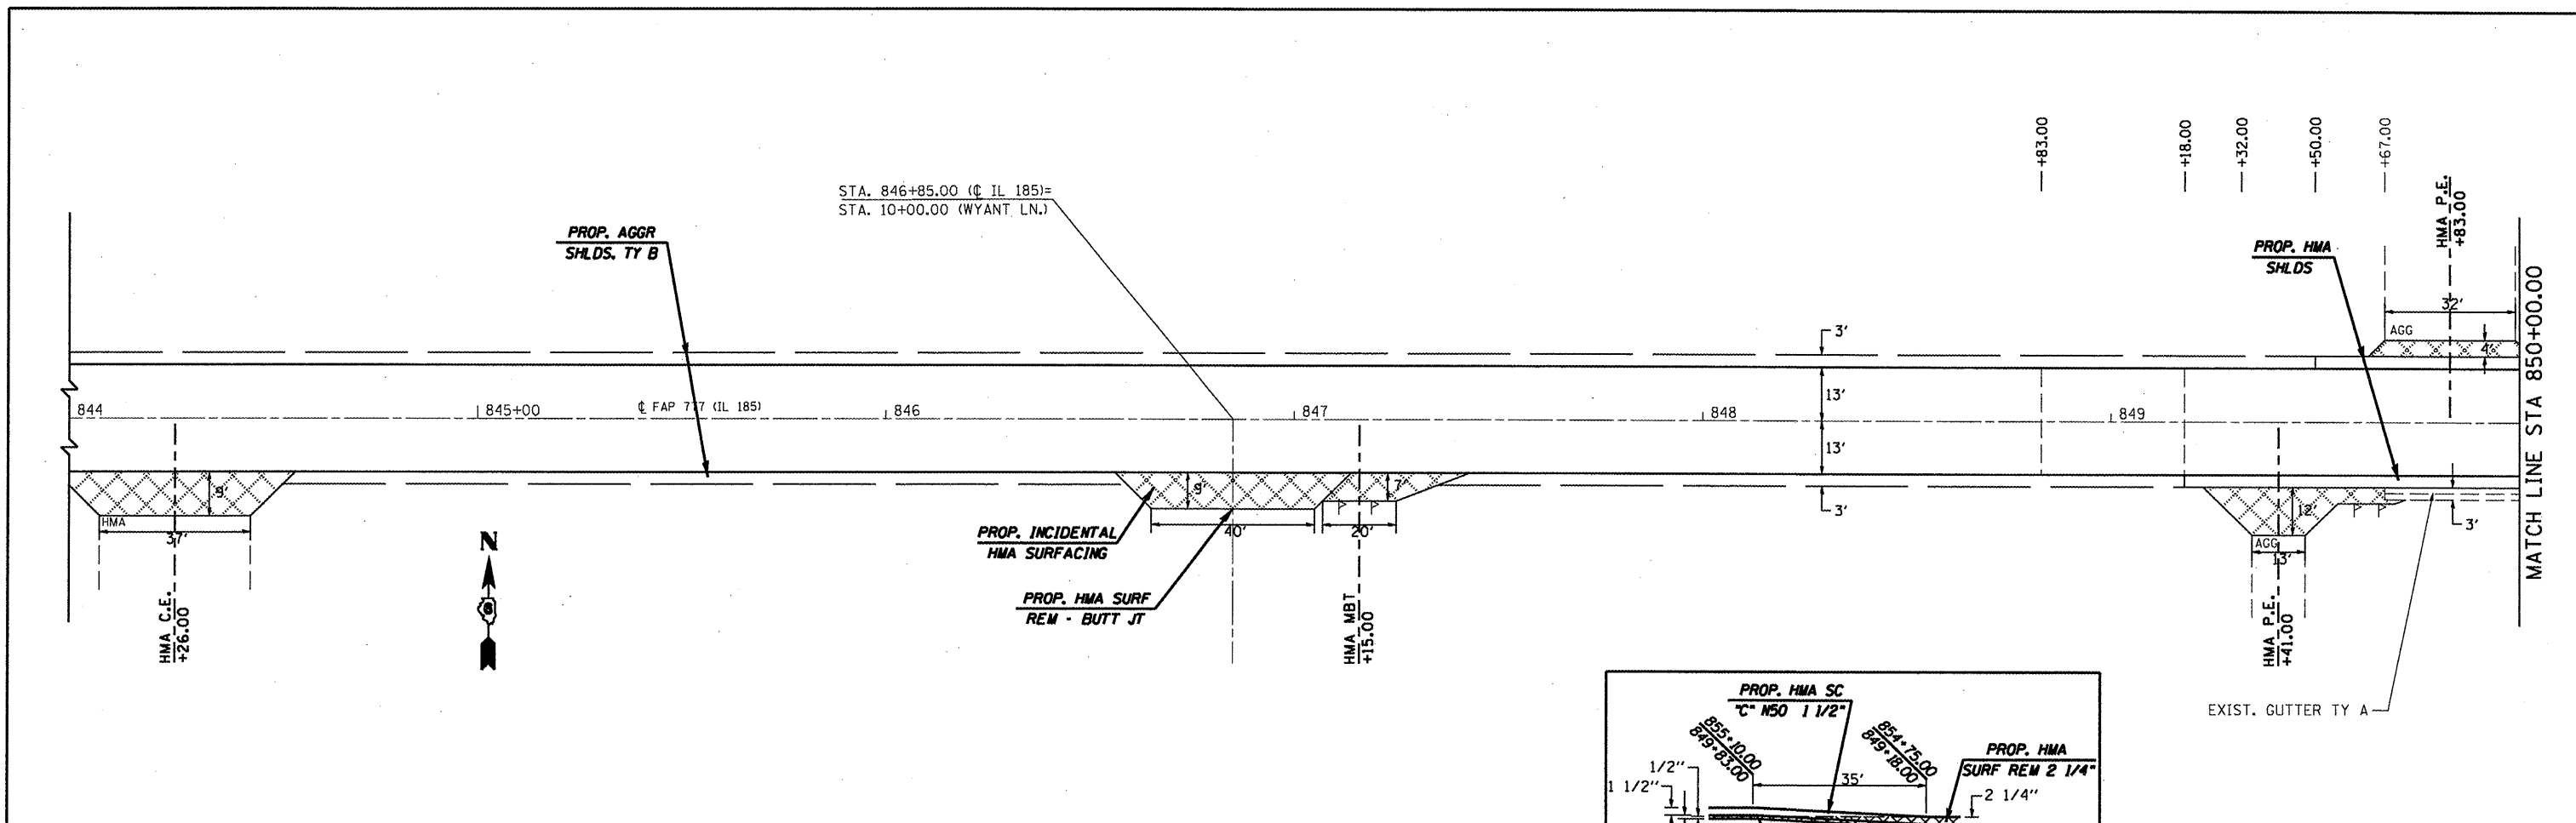 STA. 846+85.00 (℄ IL 185)=
STA. 10+00.00 (WYANT LN.)
PROP. AGGR
SHLDS. TY B
+83.00
+18.00
+32.00
+50.00
+67.00
HMA P.E.
+83.00
PROP. HMA
SHLDS
32'
AGG
4'
MATCH LINE STA 850+00.00
3'
13'
13'
3'
844
845+00
℄ FAP 777 (IL 185)
846
847
848
849
9'
HMA
37'
HMA C.E.
+26.00
N
9'
40'
7'
20'
PROP. INCIDENTAL
HMA SURFACING
PROP. HMA SURF
REM - BUTT JT
HMA MBT
+15.00
12'
AGG
13'
3'
HMA P.E.
+41.00
EXIST. GUTTER TY A
PROP. HMA SC
"C" N50 1 1/2"
855+10.00
849+83.00
854+75.00
849+18.00
35'
PROP. HMA
SURF REM 2 1/4"
1/2"
1 1/2"
2 1/4"